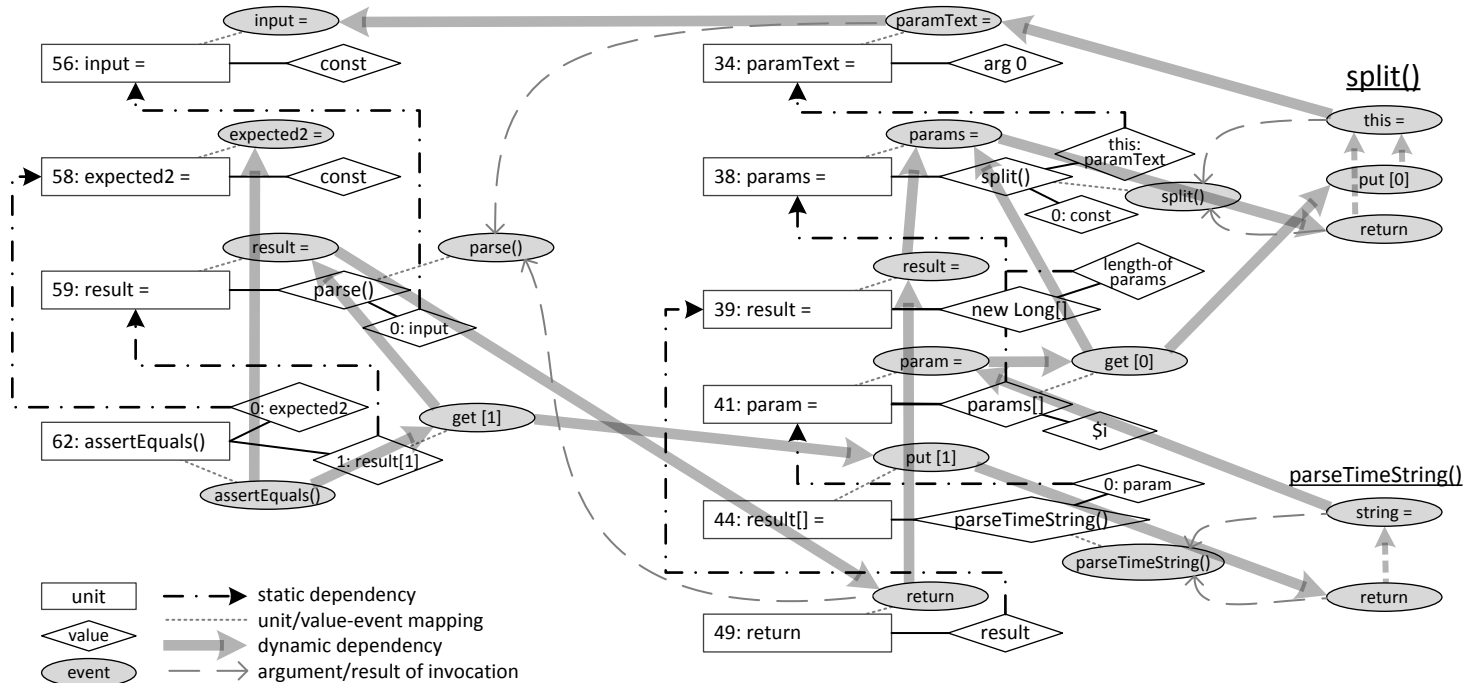 input =
paramText =
56: input =
const
34: paramText =
arg 0
split()
this =
expected2 =
params =
this:
paramText
58: expected2 =
const
38: params =
split()
split()
put [0]
0: const
return
result =
parse()
result =
length-of
params
59: result =
parse()
39: result =
new Long[]
0: input
param =
get [0]
0: expected2
get [1]
41: param =
params[]
$i
62: assertEquals()
1: result[1]
put [1]
parseTimeString()
assertEquals()
0: param
string =
44: result[] =
parseTimeString()
parseTimeString()
return
return
unit
static dependency
unit/value-event mapping
value
dynamic dependency
49: return
result
event
argument/result of invocation